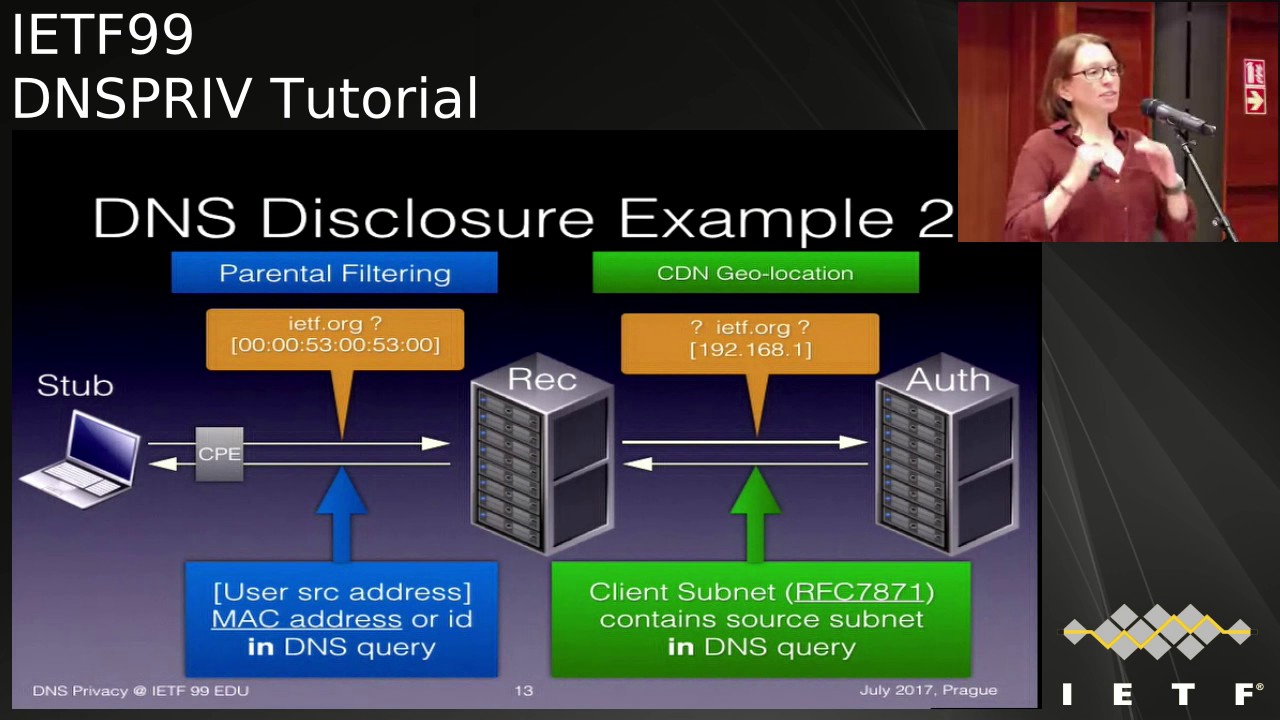 IETF99
DNSPRIV Tutorial
DNS Disclosure Example 2
Parental Filtering
CDN Geo-location
ietf.org ?
[00:00:53:00:53:00]
? ietf.org ?
[192.168.1]
Stub
CPE
Rec
Auth
[User src address]
MAC address or id
in DNS query
Client Subnet (RFC7871)
contains source subnet
in DNS query
DNS Privacy @ IETF 99 EDU
13
July 2017, Prague
I E T F®